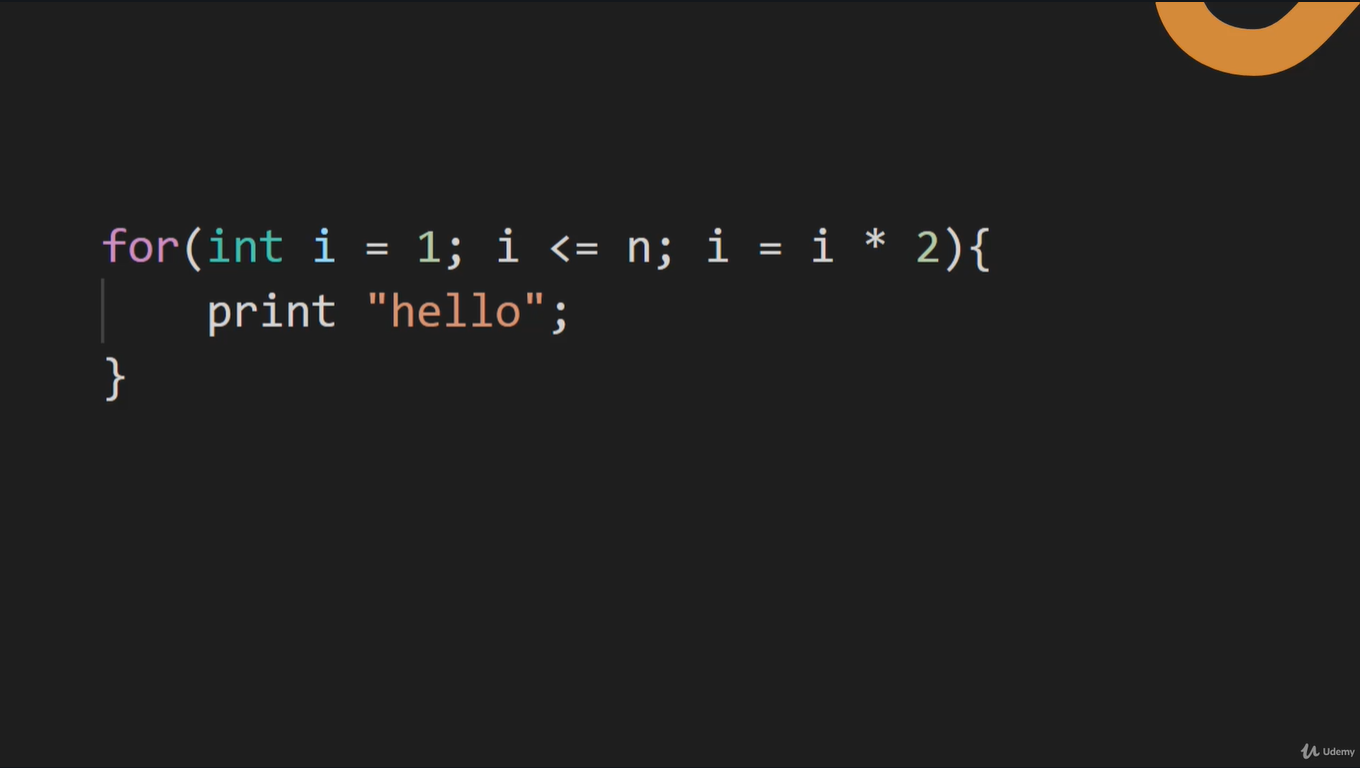 for(int i = 1; i <= n; i = i * 2){
    print "hello";
}
Udemy